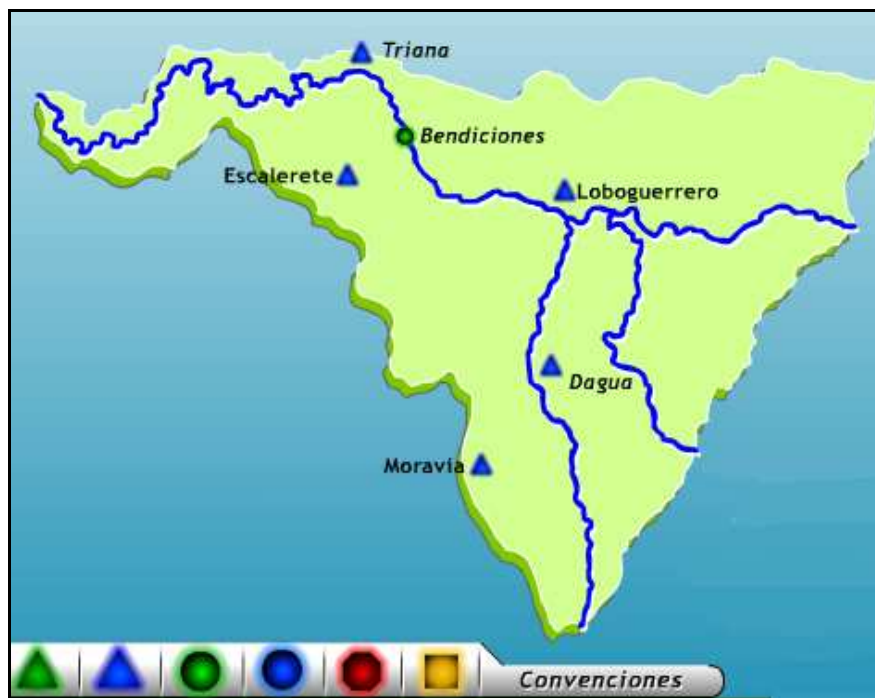 Triana
Bendiciones
Escalerete
Loboguerrero
Dagua
Moravia
Convenciones